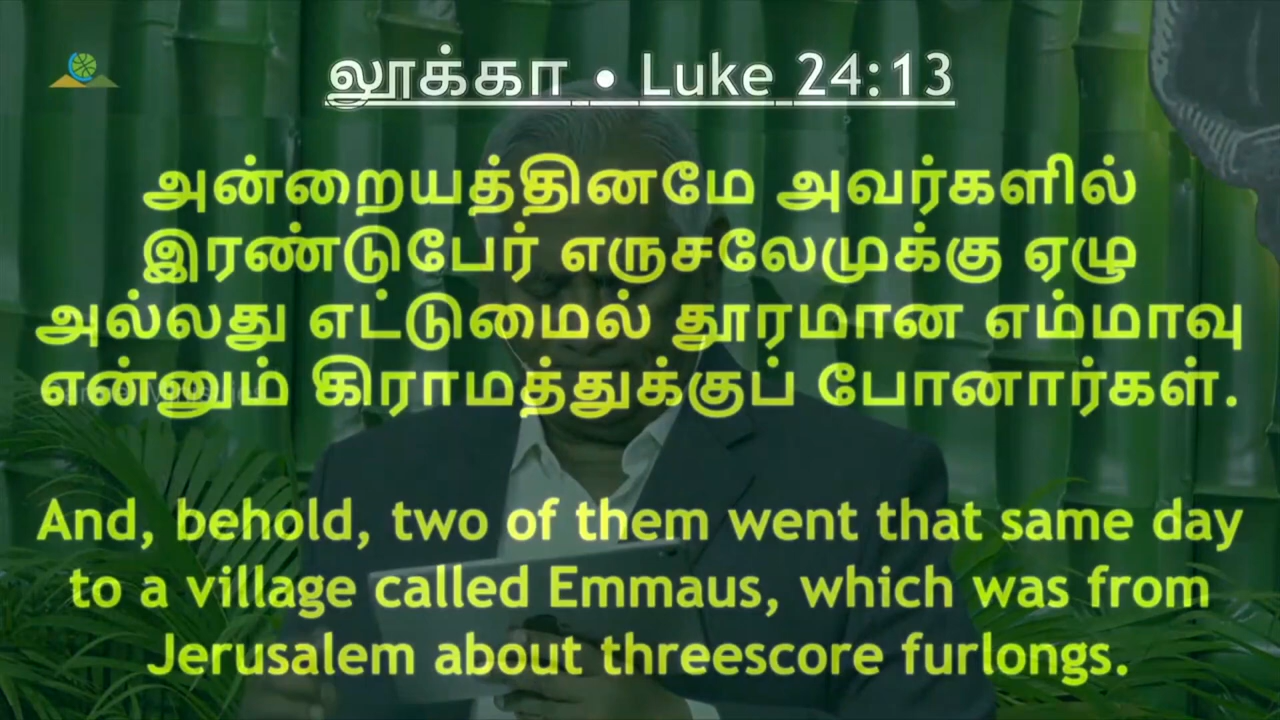 லூக்கா • Luke 24:13
அன்றையத்தினமே அவர்களில்
இரண்டுபேர் எருசலேமுக்கு ஏழு
அல்லது எட்டுமைல் தூரமான எம்மாவு
என்னும் கிராமத்துக்குப் போனார்கள்.
And, behold, two of them went that same day
to a village called Emmaus, which was from
Jerusalem about threescore furlongs.